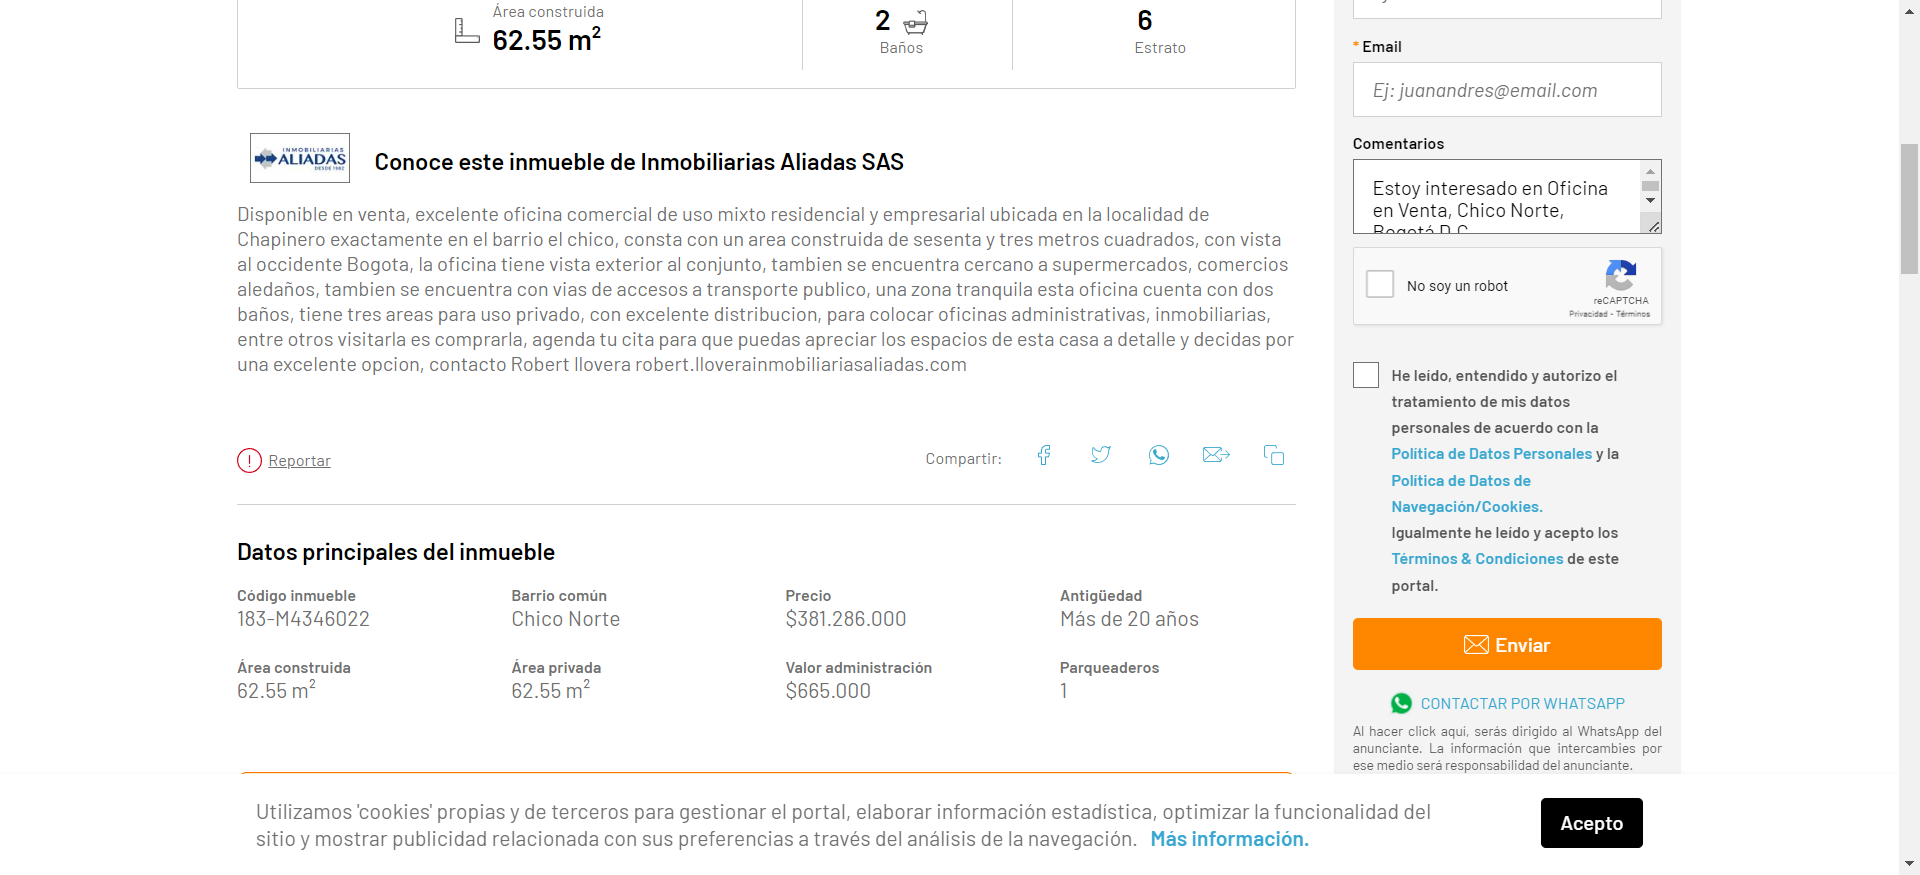 Área construida
62.55 m²
2
Baños
6
Estrato
INMOBILIARIAS
ALIADAS
DESDE 1982
Conoce este inmueble de Inmobiliarias Aliadas SAS
Disponible en venta, excelente oficina comercial de uso mixto residencial y empresarial ubicada en la localidad de
Chapinero exactamente en el barrio el chico, consta con un area construida de sesenta y tres metros cuadrados, con vista
al occidente Bogota, la oficina tiene vista exterior al conjunto, tambien se encuentra cercano a supermercados, comercios
aledaños, tambien se encuentra con vias de accesos a transporte publico, una zona tranquila esta oficina cuenta con dos
baños, tiene tres areas para uso privado, con excelente distribucion, para colocar oficinas administrativas, inmobiliarias,
entre otros visitarla es comprarla, agenda tu cita para que puedas apreciar los espacios de esta casa a detalle y decidas por
una excelente opcion, contacto Robert llovera robert.lloverainmobiliariasaliadas.com
Reportar
Compartir:
Datos principales del inmueble
Código inmueble
183-M4346022
Barrio común
Chico Norte
Precio
$381.286.000
Antigüedad
Más de 20 años
Área construida
62.55 m²
Área privada
62.55 m²
Valor administración
$665.000
Parqueaderos
1
* Email
Ej: juanandres@email.com
Comentarios
Estoy interesado en Oficina
en Venta, Chico Norte,
Bogotá D.C.
No soy un robot
reCAPTCHA
Privacidad - Términos
He leído, entendido y autorizo el
tratamiento de mis datos
personales de acuerdo con la
Política de Datos Personales y la
Política de Datos de
Navegación/Cookies.
Igualmente he leído y acepto los
Términos & Condiciones de este
portal.
Enviar
CONTACTAR POR WHATSAPP
Al hacer click aquí, serás dirigido al WhatsApp del
anunciante. La información que intercambies por
ese medio será responsabilidad del anunciante.
Utilizamos 'cookies' propias y de terceros para gestionar el portal, elaborar información estadística, optimizar la funcionalidad del
sitio y mostrar publicidad relacionada con sus preferencias a través del análisis de la navegación. Más información.
Acepto